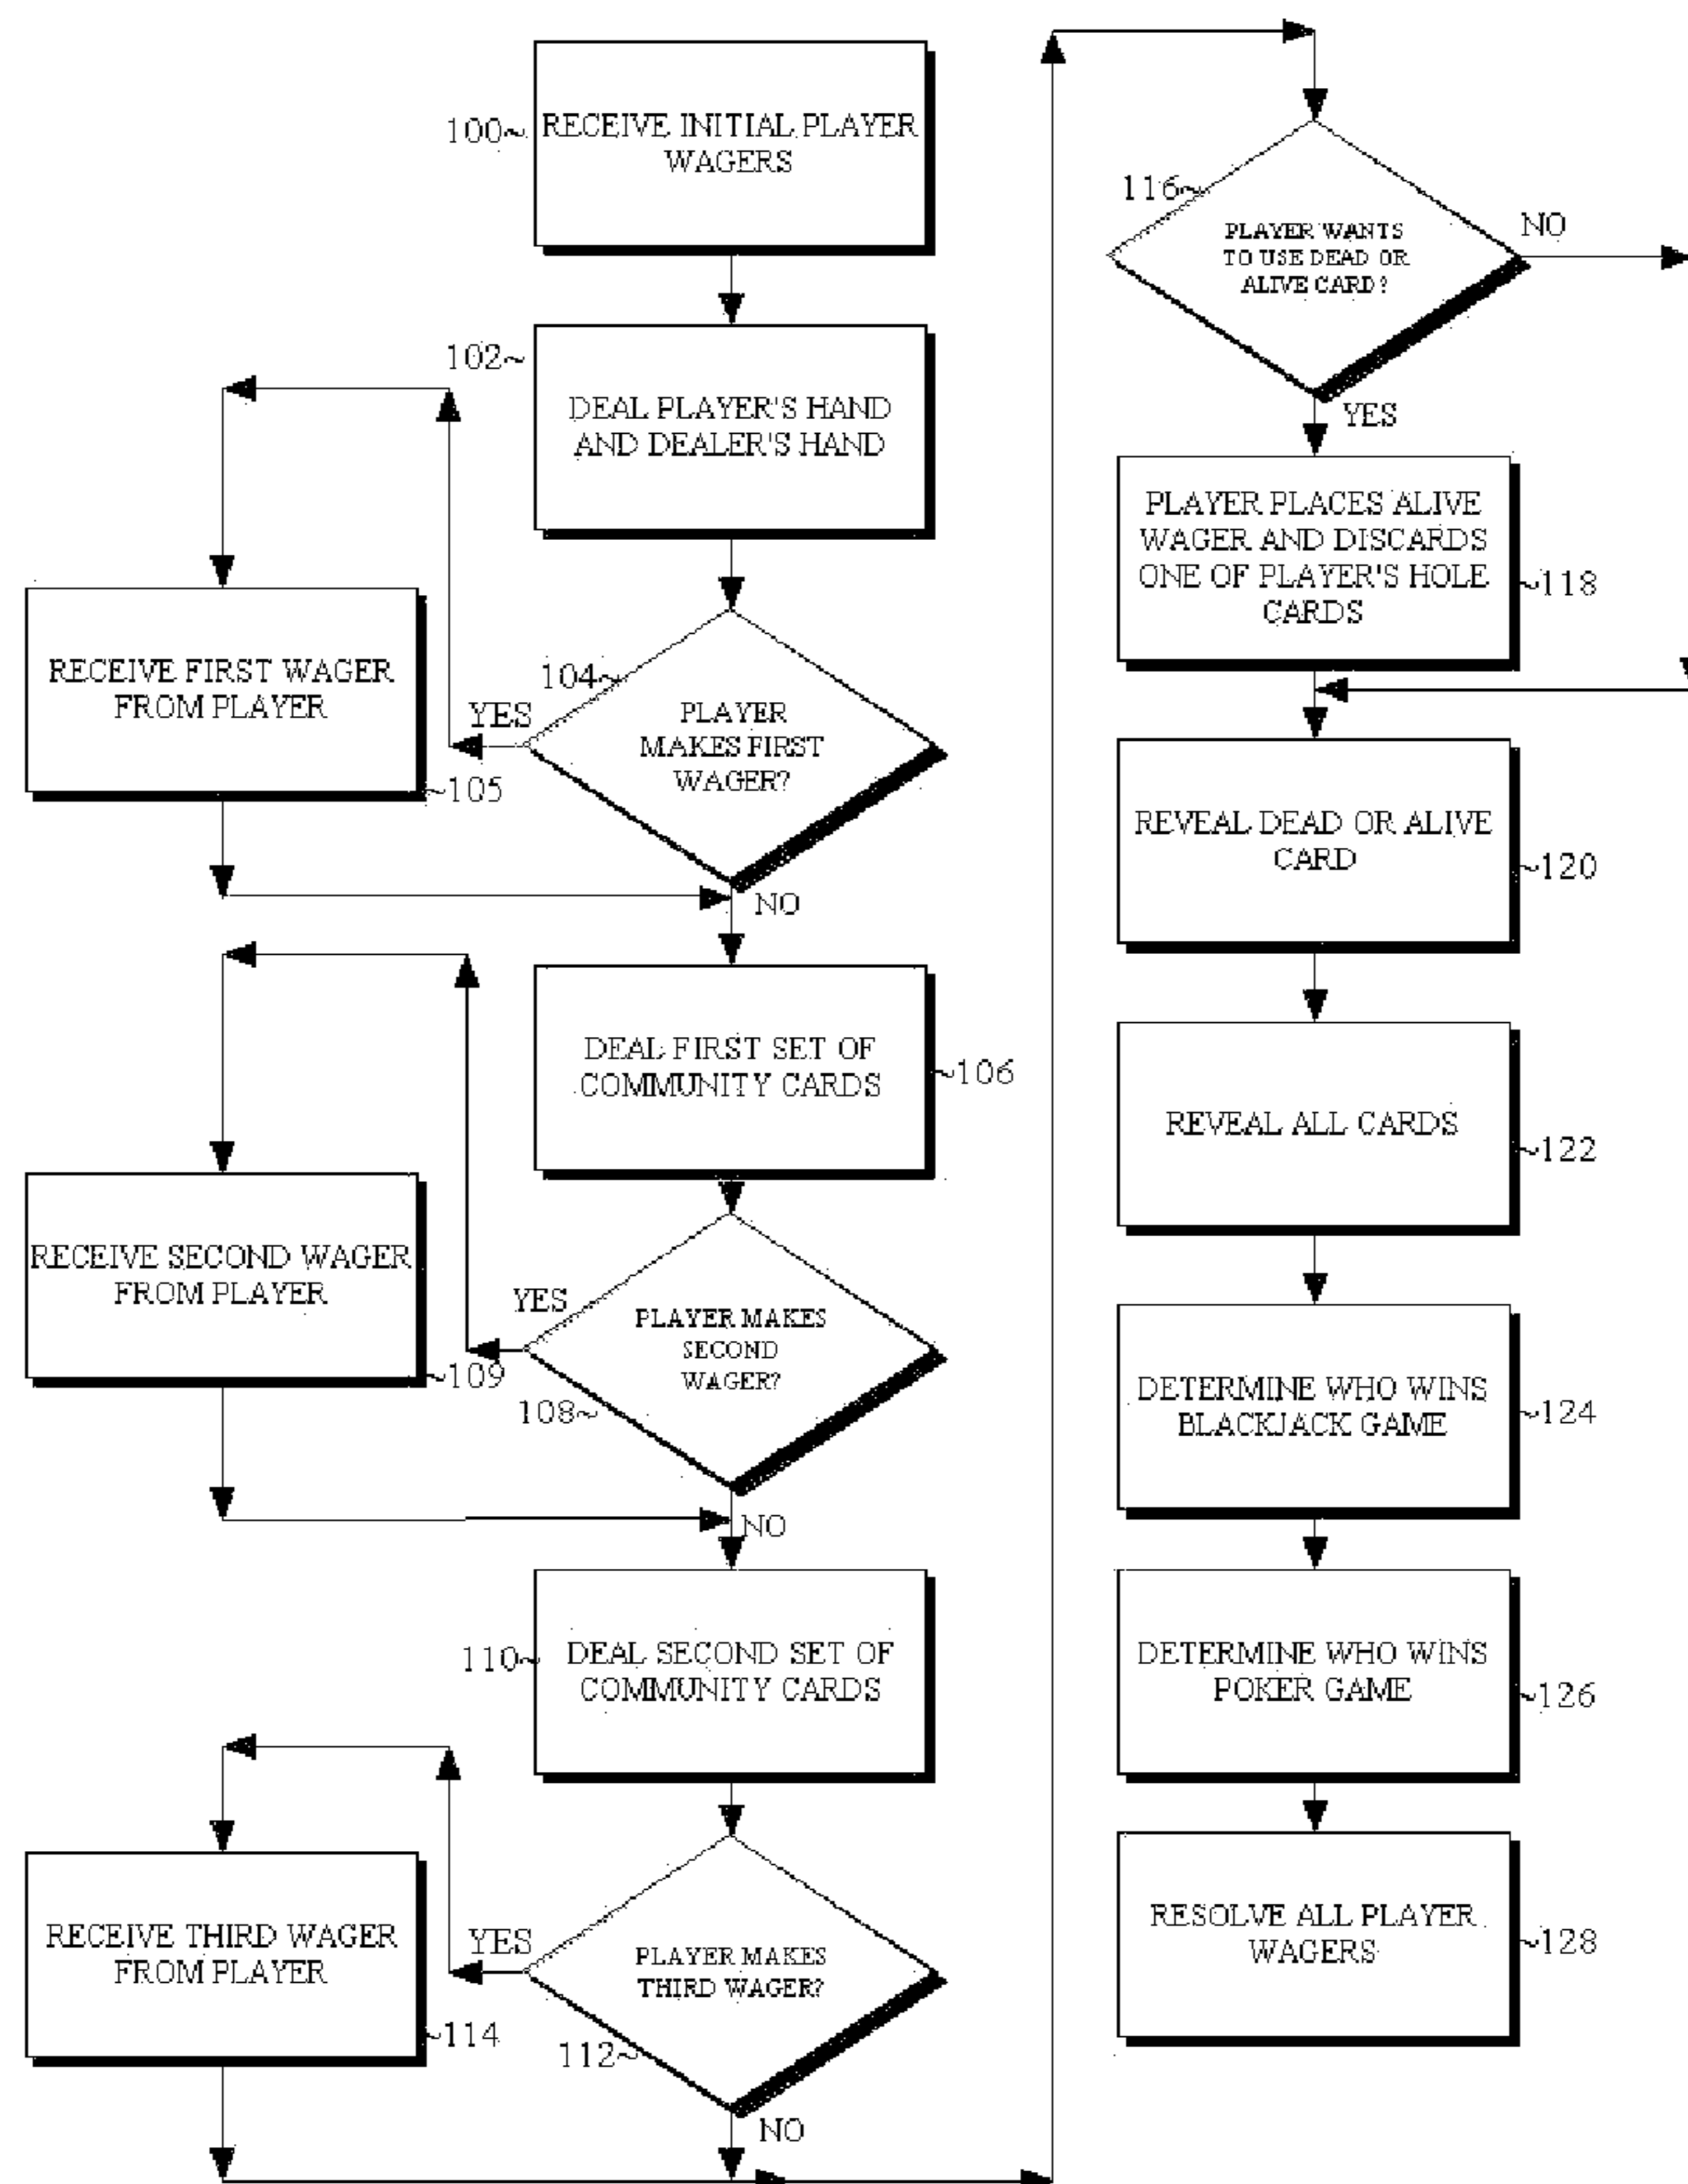 100
RECEIVE INITIAL PLAYER
WAGERS
102
DEAL PLAYER'S HAND
AND DEALER'S HAND
104
PLAYER
MAKES FIRST
WAGER?
YES
NO
RECEIVE FIRST WAGER
FROM PLAYER
105
DEAL FIRST SET OF
COMMUNITY CARDS
106
PLAYER MAKES
SECOND
WAGER?
108
YES
NO
RECEIVE SECOND WAGER
FROM PLAYER
109
110
DEAL SECOND SET OF
COMMUNITY CARDS
PLAYER MAKES
THIRD WAGER?
112
YES
NO
RECEIVE THIRD WAGER
FROM PLAYER
114
116
PLAYER WANTS
TO USE DEAD OR
ALIVE CARD?
NO
YES
PLAYER PLACES ALIVE
WAGER AND DISCARDS
ONE OF PLAYER'S HOLE
CARDS
118
REVEAL DEAD OR ALIVE
CARD
120
REVEAL ALL CARDS
122
DETERMINE WHO WINS
BLACKJACK GAME
124
DETERMINE WHO WINS
POKER GAME
126
RESOLVE ALL PLAYER
WAGERS
128